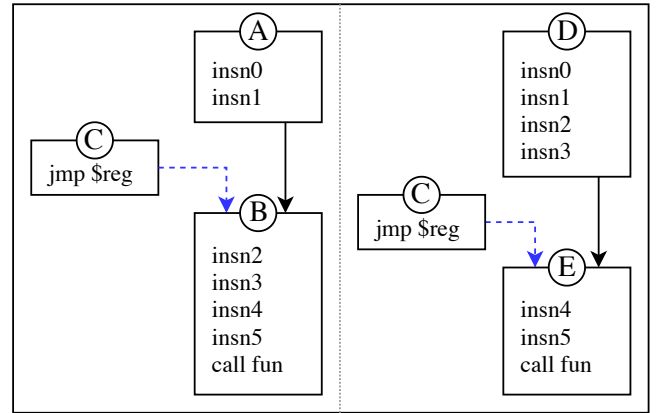 A
insn0
insn1
C
jmp $reg
B
insn2
insn3
insn4
insn5
call fun
D
insn0
insn1
insn2
insn3
C
jmp $reg
E
insn4
insn5
call fun